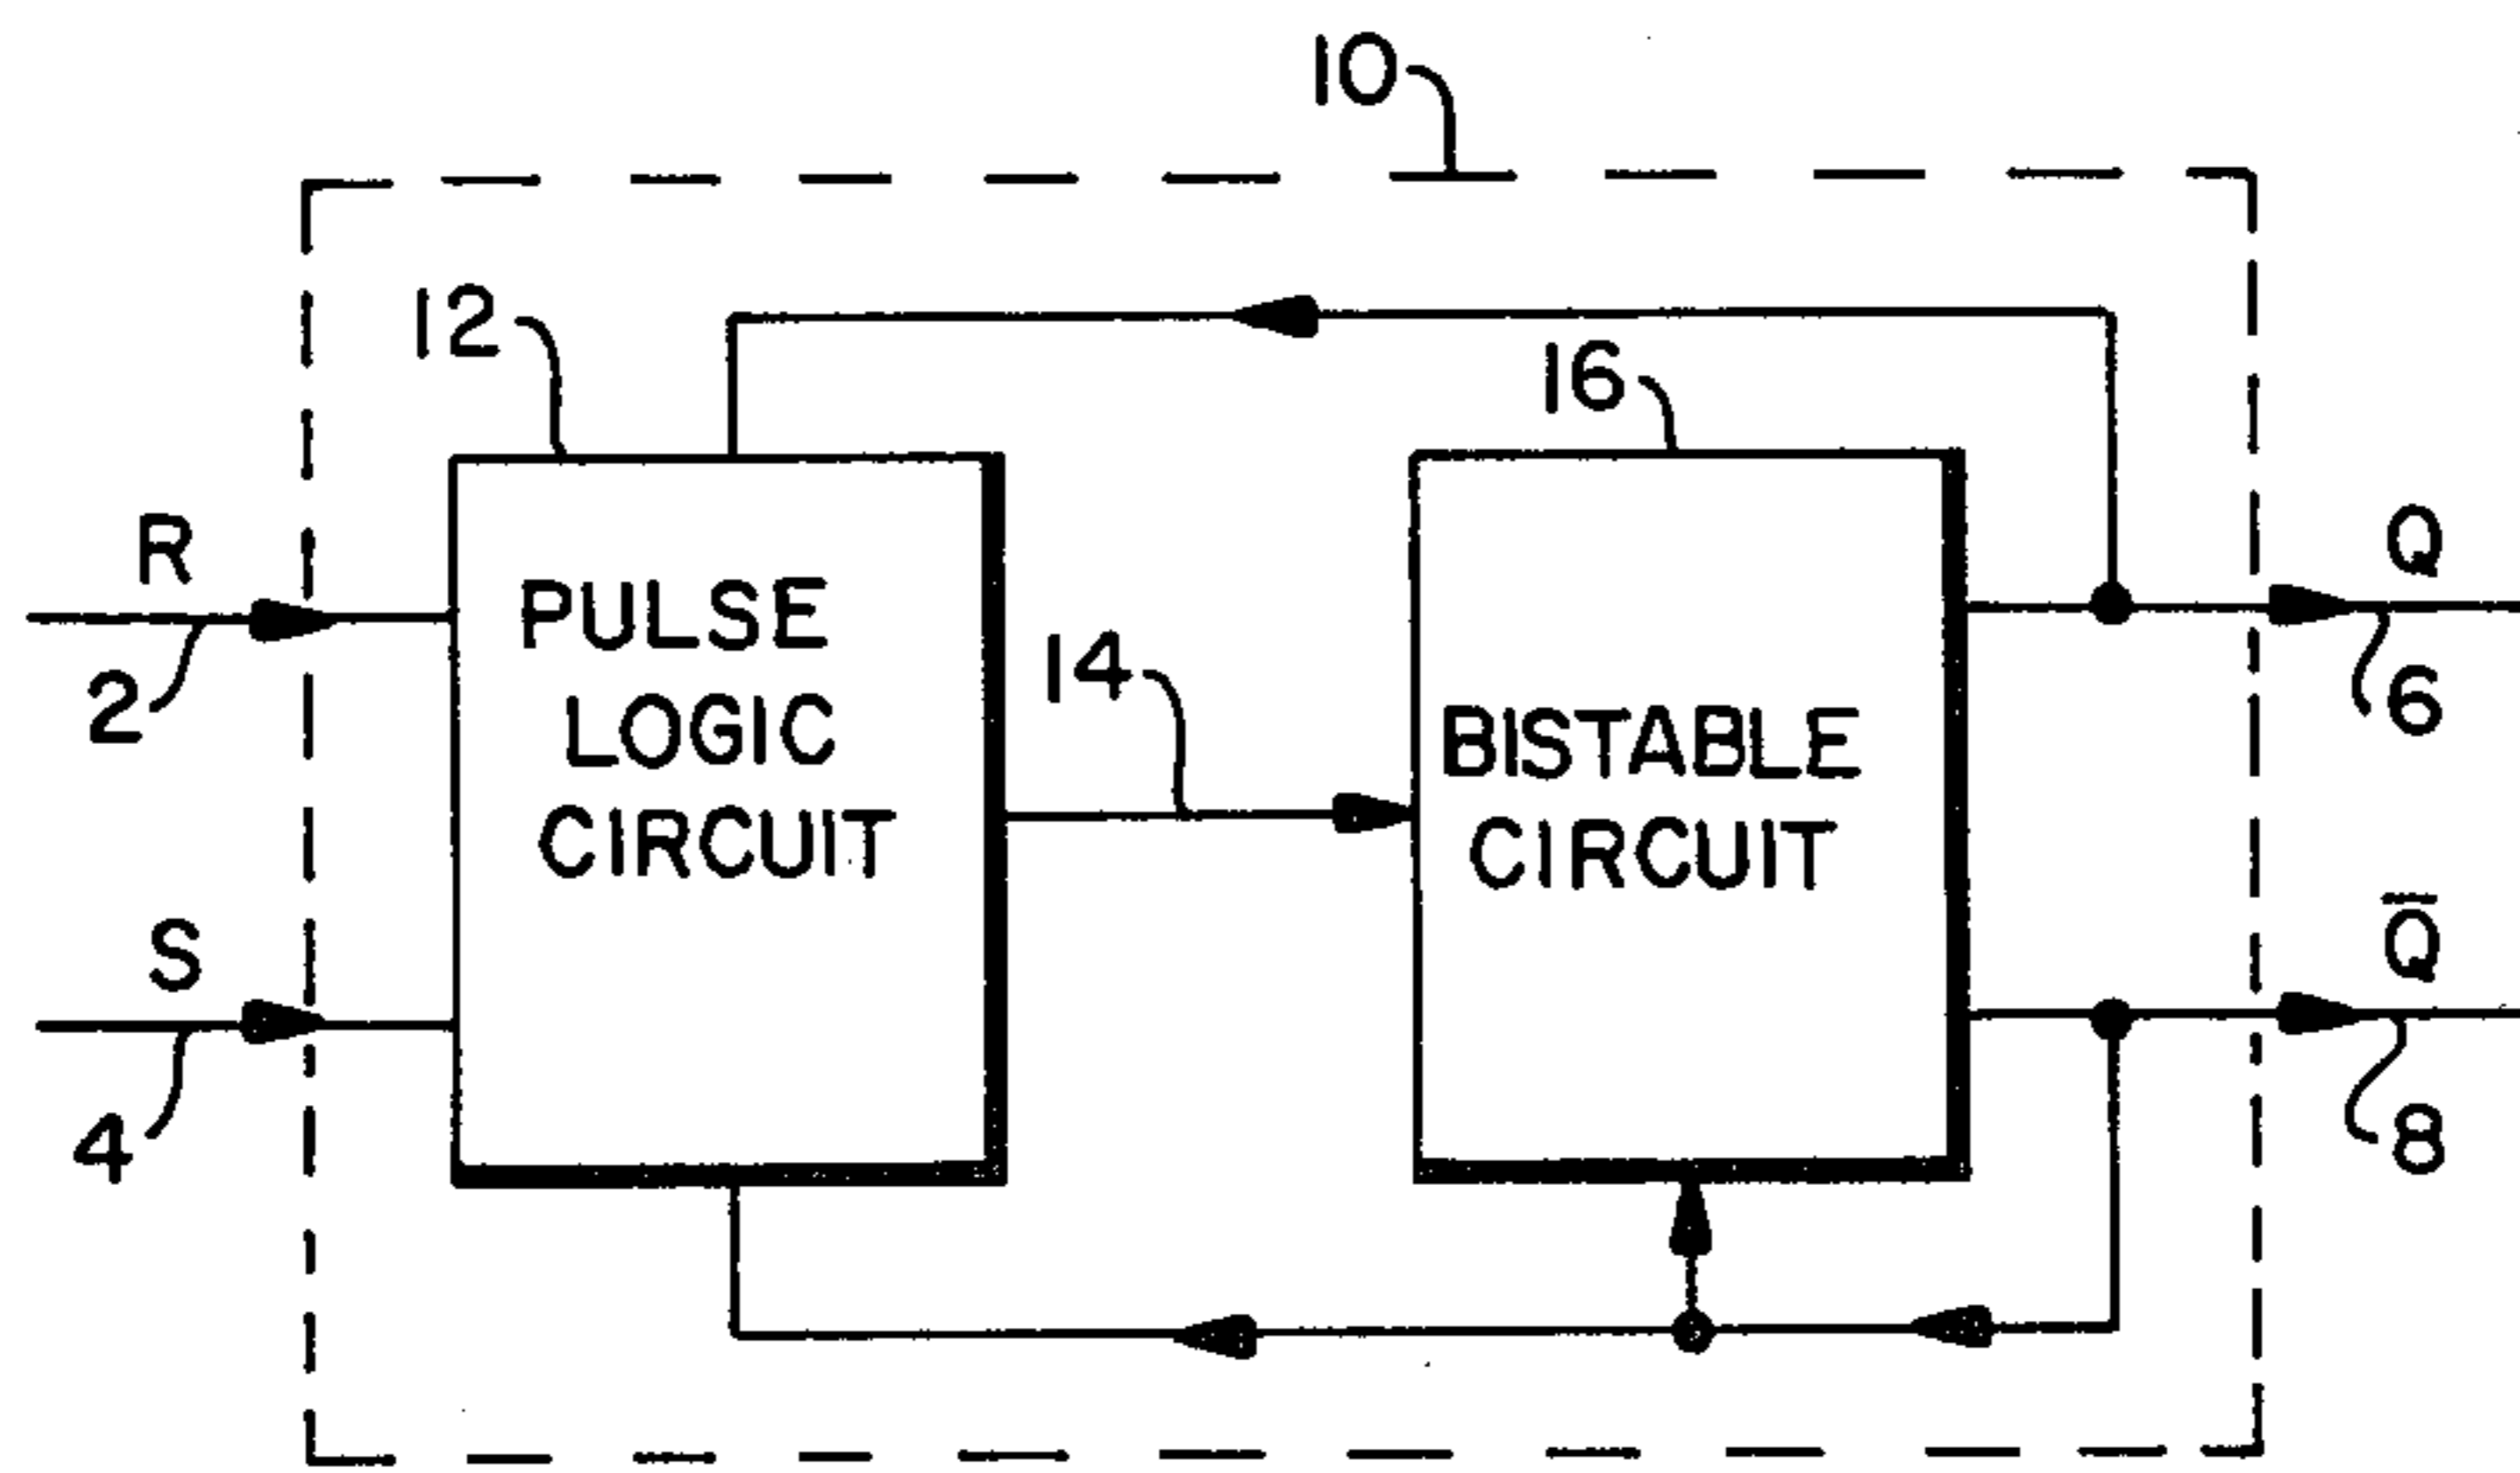 10
12
16
R
2
PULSE
LOGIC
CIRCUIT
14
BISTABLE
CIRCUIT
Q
6
S
4
Q̅
8